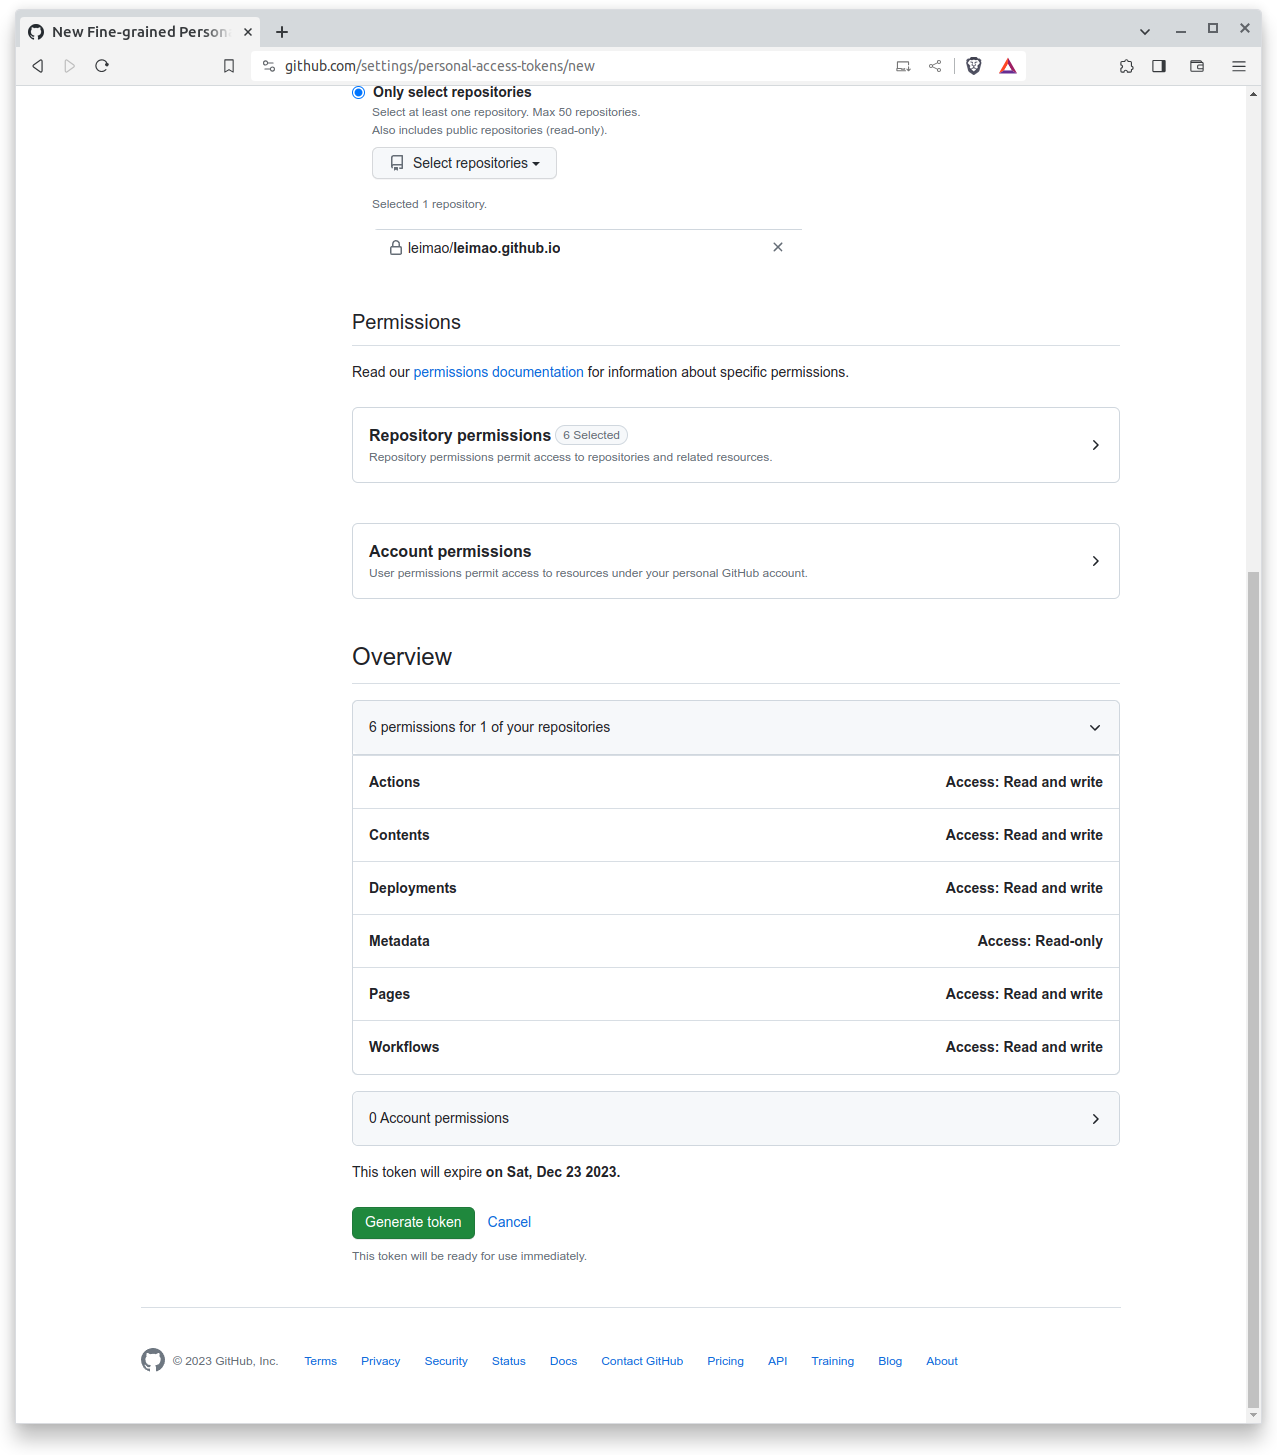 New Fine-grained Person
github.com/settings/personal-access-tokens/new
Only select repositories
Select at least one repository. Max 50 repositories.
Also includes public repositories (read-only).
Select repositories
Selected 1 repository.
leimao/leimao.github.io
Permissions
Read our permissions documentation for information about specific permissions.
Repository permissions 6 Selected
Repository permissions permit access to repositories and related resources.
Account permissions
User permissions permit access to resources under your personal GitHub account.
Overview
6 permissions for 1 of your repositories
Actions Access: Read and write
Contents Access: Read and write
Deployments Access: Read and write
Metadata Access: Read-only
Pages Access: Read and write
Workflows Access: Read and write
0 Account permissions
This token will expire on Sat, Dec 23 2023.
Generate token Cancel
This token will be ready for use immediately.
© 2023 GitHub, Inc. Terms Privacy Security Status Docs Contact GitHub Pricing API Training Blog About